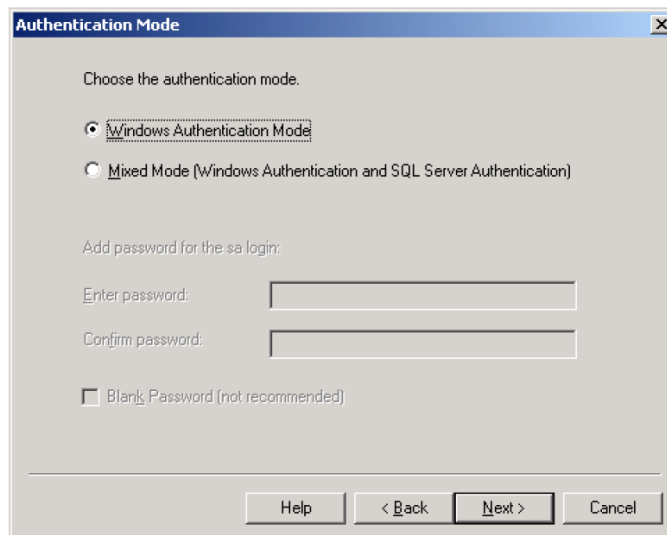 Authentication Mode
Choose the authentication mode.
Windows Authentication Mode
Mixed Mode (Windows Authentication and SQL Server Authentication)
Add password for the sa login:
Enter password:
Confirm password:
Blank Password (not recommended)
Help < Back Next > Cancel